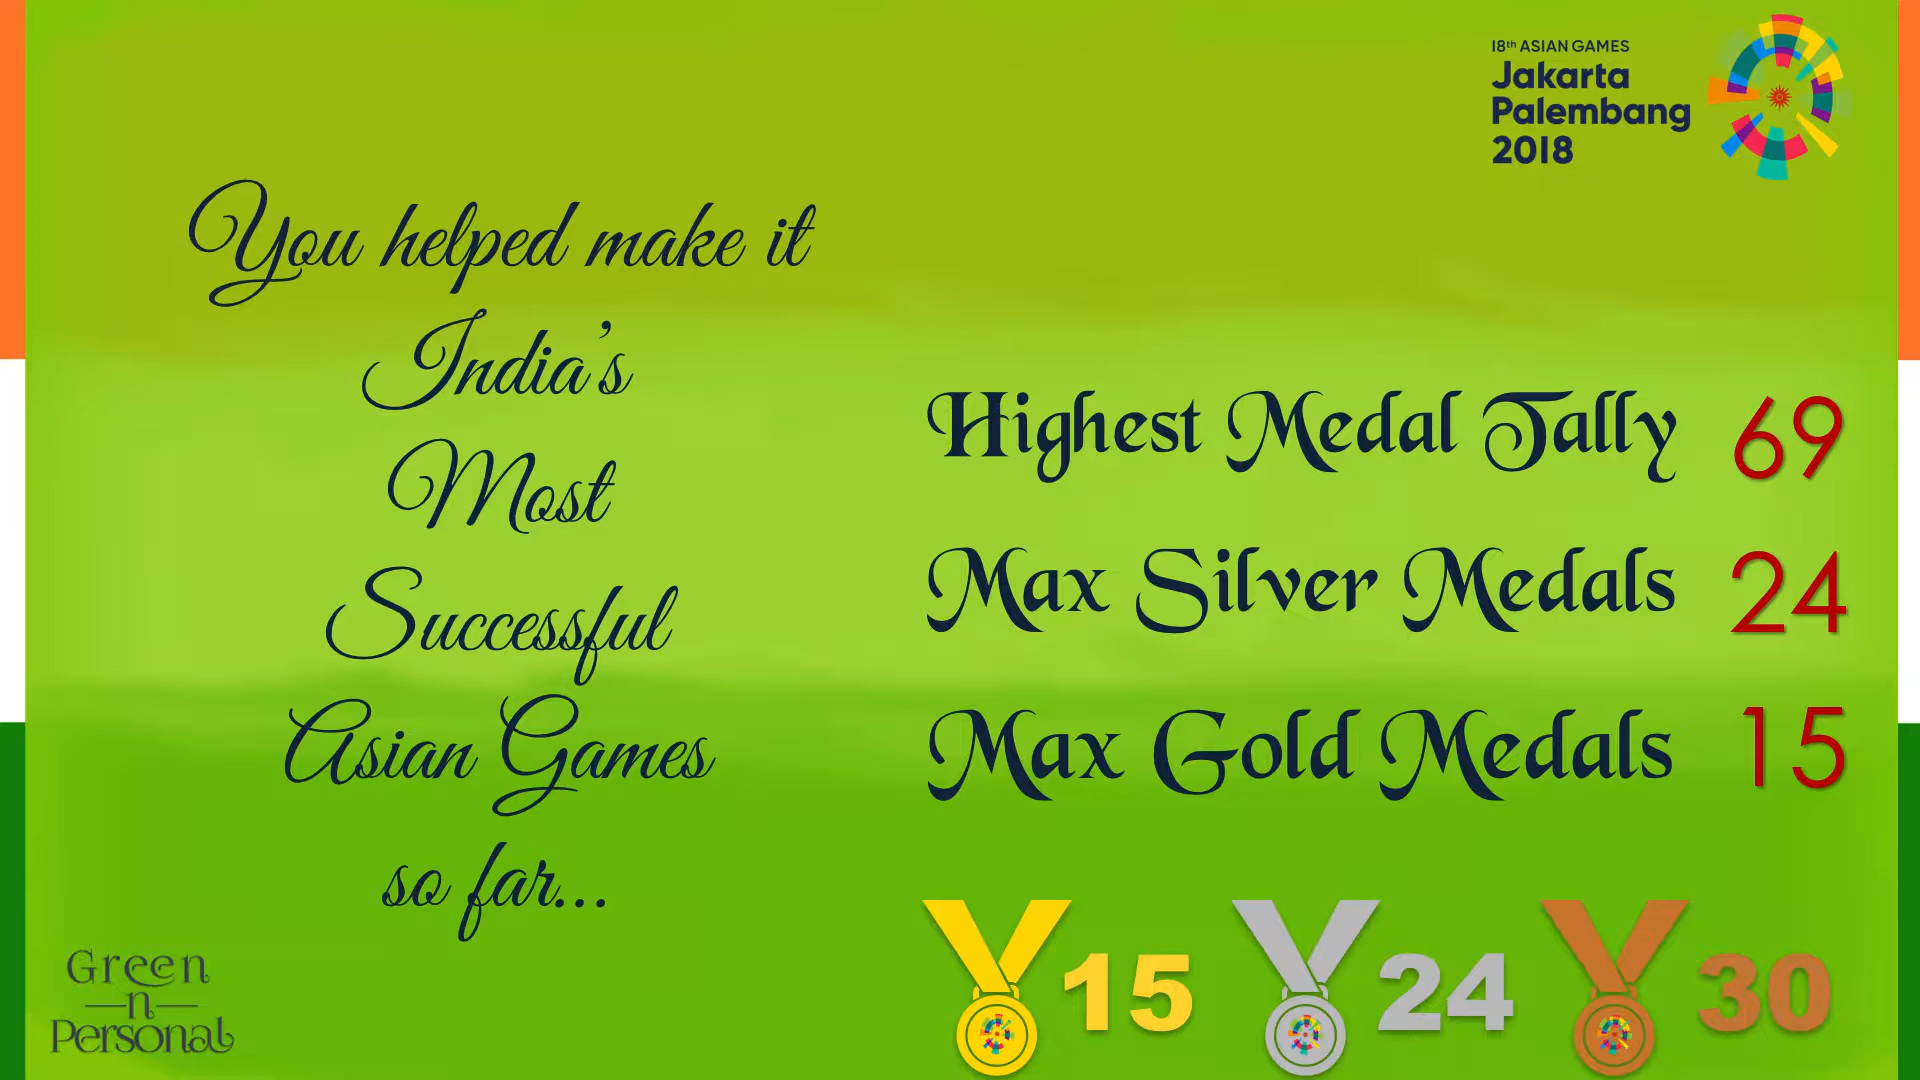 18th ASIAN GAMES
Jakarta
Palembang
2018
You helped make it
India's
Most
Successful
Asian Games
so far...
Highest Medal Tally 69
Max Silver Medals 24
Max Gold Medals 15
15 24 30
Green
n
Personal